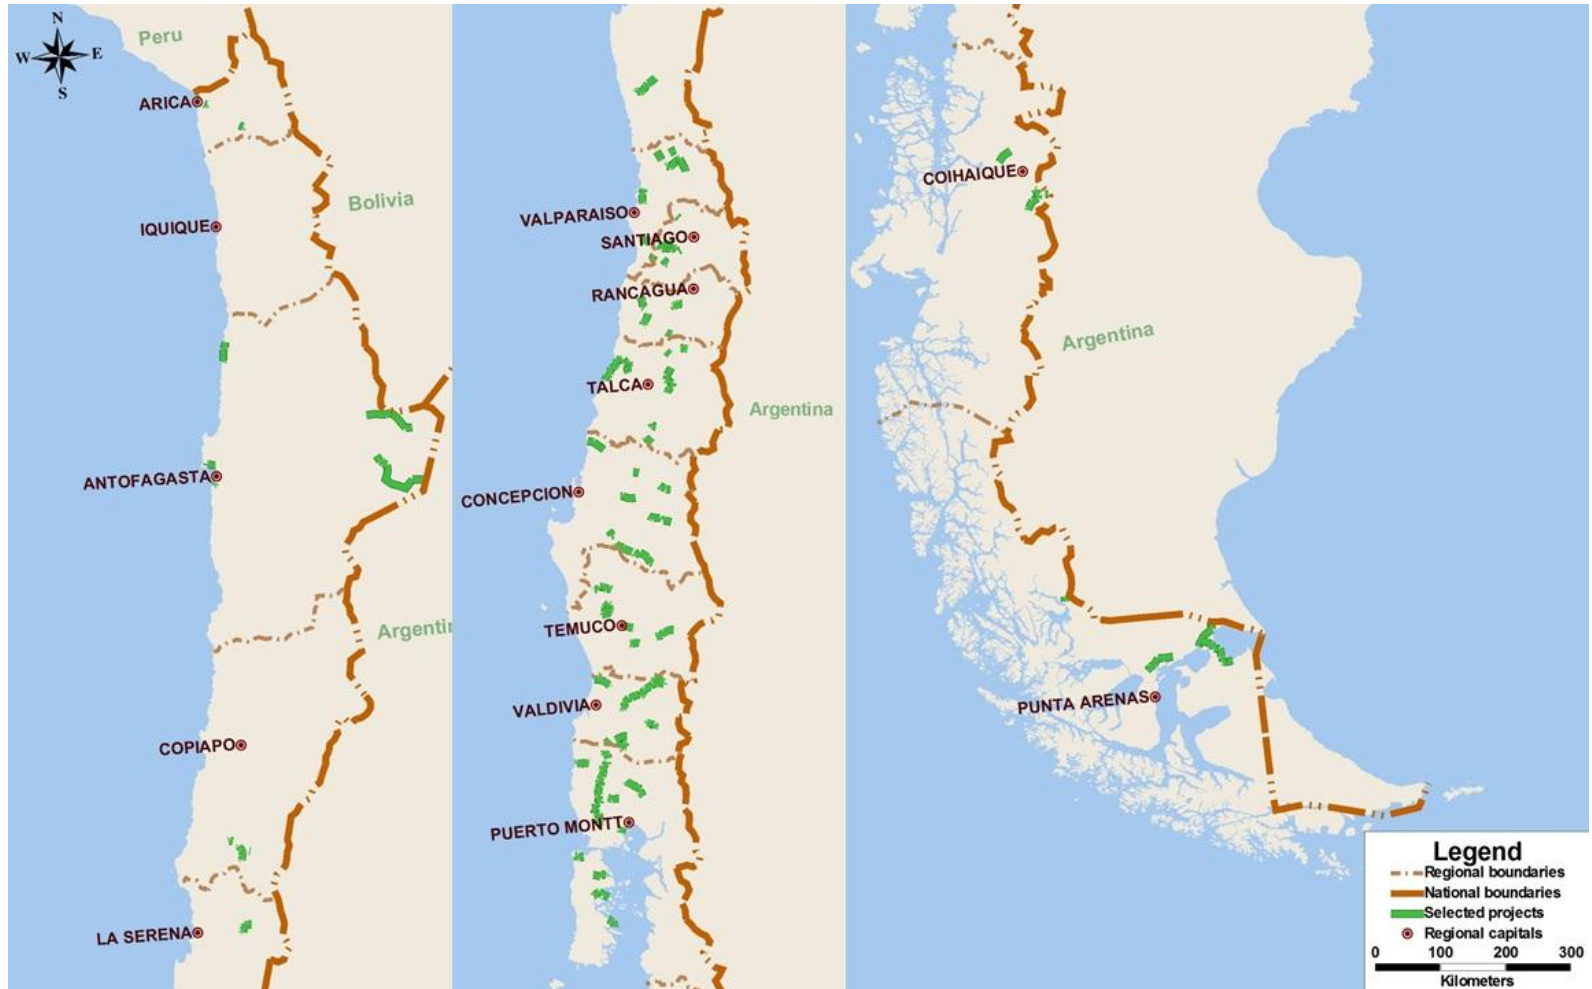 N
W
E
S
Peru
ARICA
Bolivia
IQUIQUE
ANTOFAGASTA
Argentin
COPIAPO
LA SERENA
VALPARAISO
SANTIAGO
RANCAGUA
TALCA
Argentina
CONCEPCION
TEMUCO
VALDIVIA
PUERTO MONTT
COIHAIQUE
Argentina
PUNTA ARENAS
Legend
Regional boundaries
National boundaries
Selected projects
Regional capitals
0 100 200 300
Kilometers